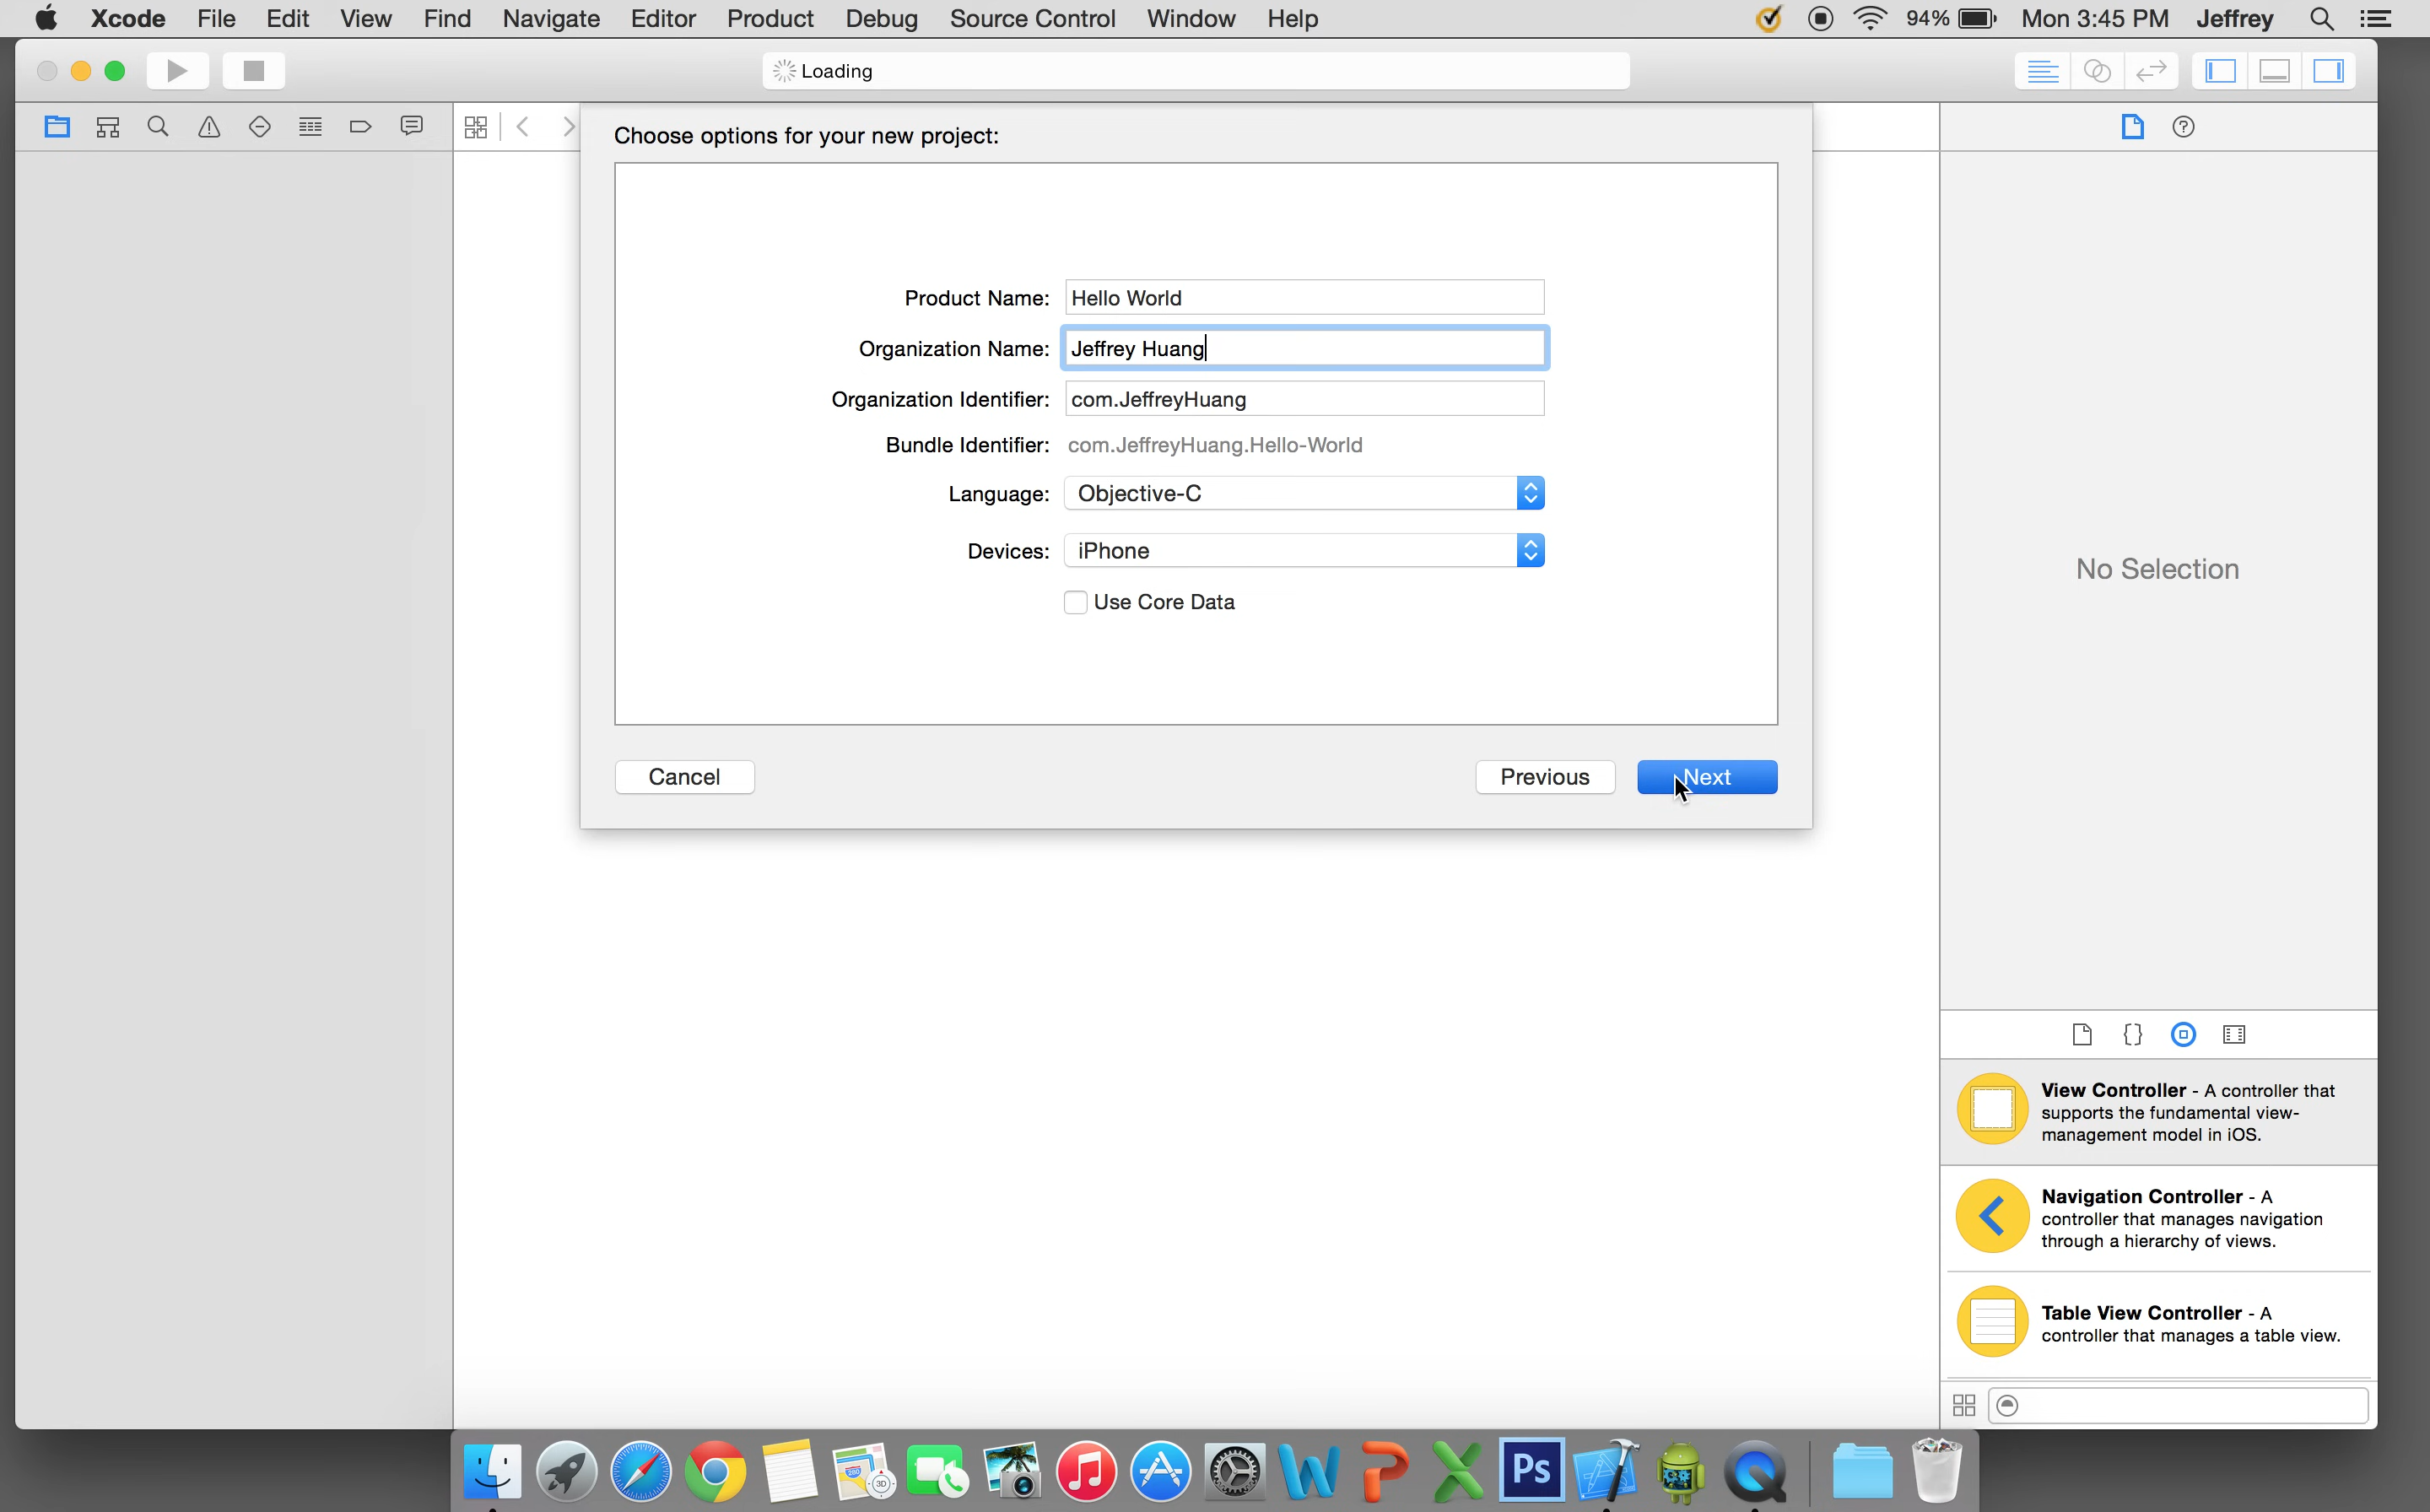 Xcode File Edit View Find Navigate Editor Product Debug Source Control Window Help 94% Mon 3:45 PM Jeffrey
Loading
Choose options for your new project:
Product Name: Hello World
Organization Name: Jeffrey Huang
Organization Identifier: com.JeffreyHuang
Bundle Identifier: com.JeffreyHuang.Hello-World
Language: Objective-C
Devices: iPhone
Use Core Data
Cancel Previous Next
No Selection
{}
View Controller - A controller that
supports the fundamental view-
management model in iOS.
Navigation Controller - A
controller that manages navigation
through a hierarchy of views.
Table View Controller - A
controller that manages a table view.
Ps